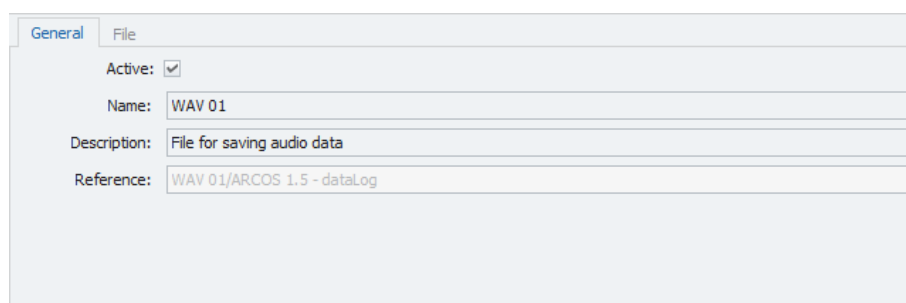 General File
Active:
Name: WAV 01
Description: File for saving audio data
Reference: WAV 01/ARCOS 1.5 - dataLog